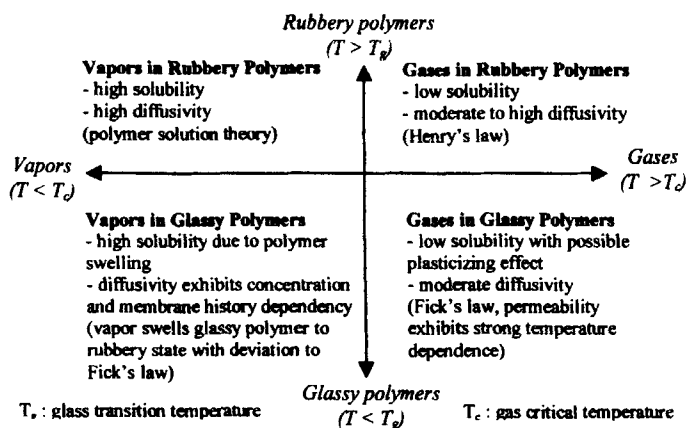 Rubbery polymers
(T > Tg)
Vapors in Rubbery Polymers
- high solubility
- high diffusivity
(polymer solution theory)
Gases in Rubbery Polymers
- low solubility
- moderate to high diffusivity
(Henry's law)
Vapors
(T < Tc)
Gases
(T >Tc)
Vapors in Glassy Polymers
- high solubility due to polymer
swelling
- diffusivity exhibits concentration
and membrane history dependency
(vapor swells glassy polymer to
rubbery state with deviation to
Fick's law)
Gases in Glassy Polymers
- low solubility with possible
plasticizing effect
- moderate diffusivity
(Fick's law, permeability
exhibits strong temperature
dependence)
Glassy polymers
(T < Tg)
Tg : glass transition temperature
Tc : gas critical temperature